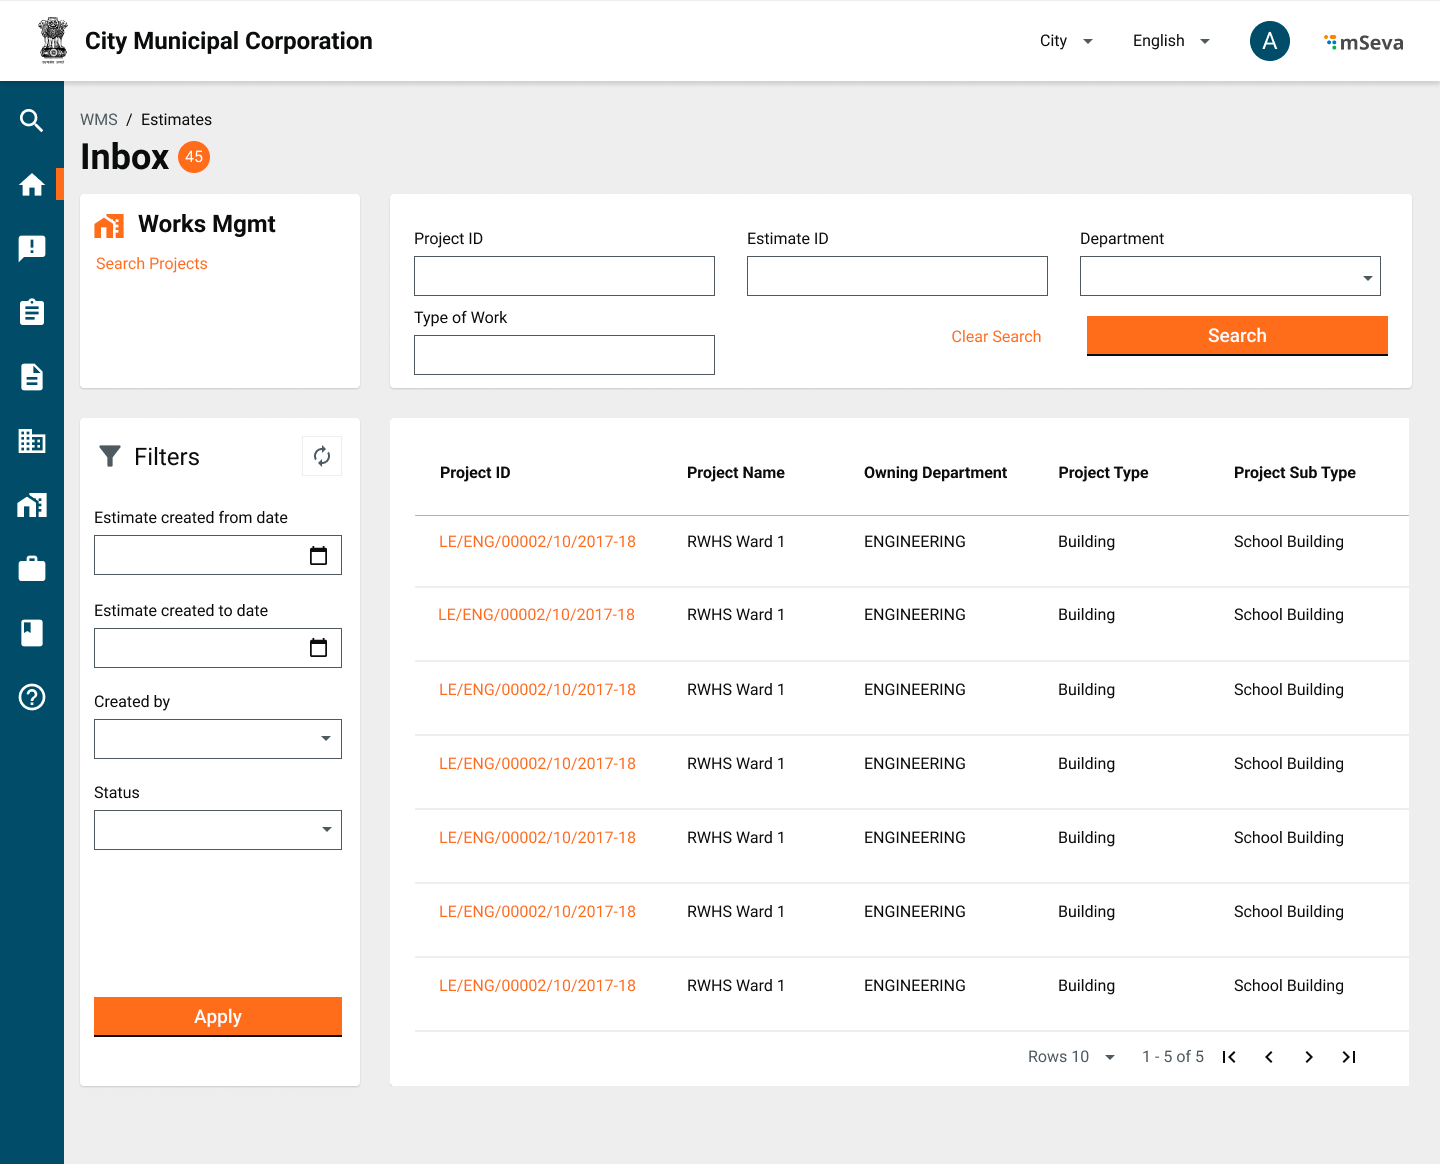 City Municipal Corporation
City
English
A
mSeva
WMS / Estimates
Inbox 45
Works Mgmt
Search Projects
Project ID
Estimate ID
Department
Type of Work
Clear Search
Search
Filters
Estimate created from date
Estimate created to date
Created by
Status
Apply
Project ID Project Name Owning Department Project Type Project Sub Type
LE/ENG/00002/10/2017-18 RWHS Ward 1 ENGINEERING Building School Building
LE/ENG/00002/10/2017-18 RWHS Ward 1 ENGINEERING Building School Building
LE/ENG/00002/10/2017-18 RWHS Ward 1 ENGINEERING Building School Building
LE/ENG/00002/10/2017-18 RWHS Ward 1 ENGINEERING Building School Building
LE/ENG/00002/10/2017-18 RWHS Ward 1 ENGINEERING Building School Building
LE/ENG/00002/10/2017-18 RWHS Ward 1 ENGINEERING Building School Building
LE/ENG/00002/10/2017-18 RWHS Ward 1 ENGINEERING Building School Building
Rows 10 1 - 5 of 5